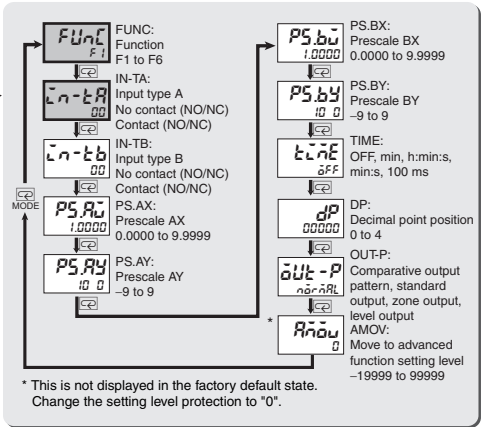 FUnC
F1
FUNC:
Function
F1 to F6
in-tA
00
IN-TA:
Input type A
No contact (NO/NC)
Contact (NO/NC)
in-tb
00
IN-TB:
Input type B
No contact (NO/NC)
Contact (NO/NC)
MODE
PS.AX
1.0000
PS.AX:
Prescale AX
0.0000 to 9.9999
PS.AY
10 0
PS.AY:
Prescale AY
−9 to 9
PS.bX
1.0000
PS.BX:
Prescale BX
0.0000 to 9.9999
PS.bY
10 0
PS.BY:
Prescale BY
−9 to 9
tiME
oFF
TIME:
OFF, min, h:min:s,
min:s, 100 ms
dP
00000
DP:
Decimal point position
0 to 4
oUt-P
noRMAL
OUT-P:
Comparative output
pattern, standard
output, zone output,
level output
*
AMoV
0
AMOV:
Move to advanced
function setting level
−19999 to 99999
* This is not displayed in the factory default state.
Change the setting level protection to "0".